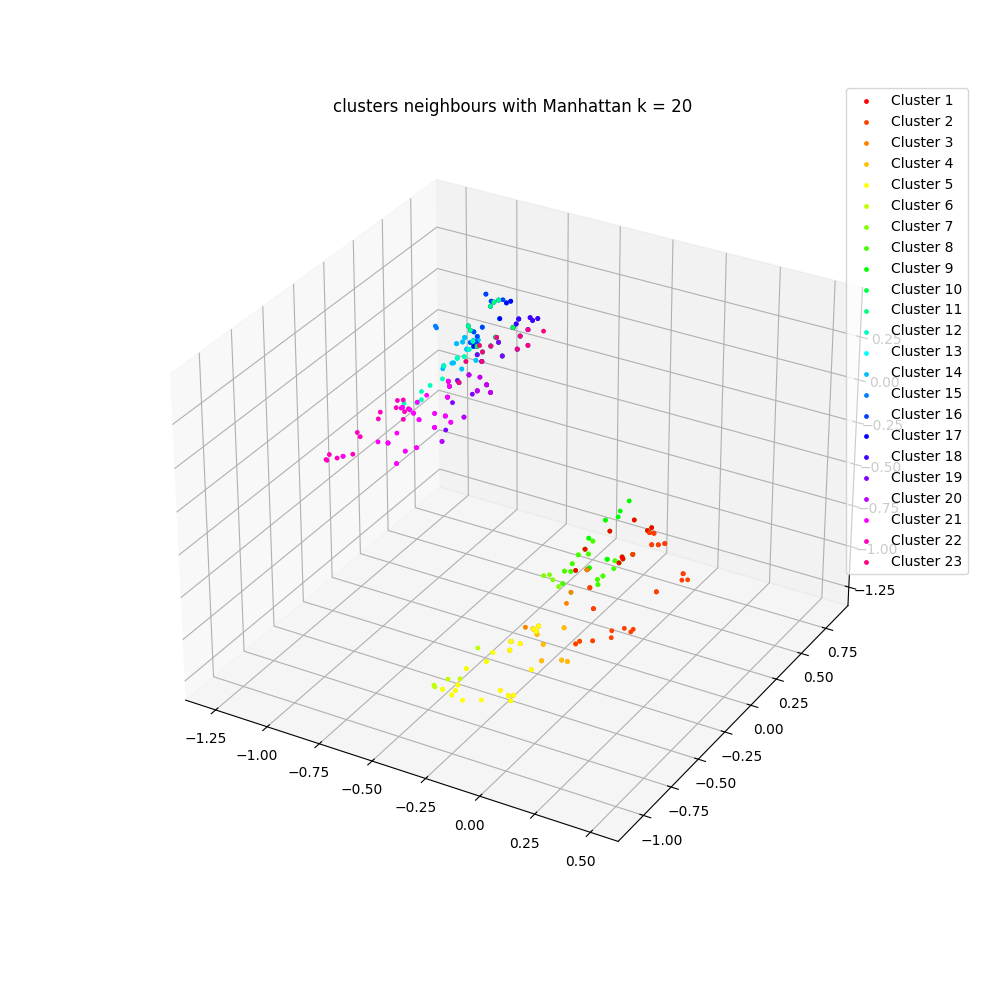 clusters neighbours with Manhattan k = 20
Cluster 1
Cluster 2
Cluster 3
Cluster 4
Cluster 5
Cluster 6
Cluster 7
Cluster 8
Cluster 9
Cluster 10
Cluster 11
Cluster 12
Cluster 13
Cluster 14
Cluster 15
Cluster 16
Cluster 17
Cluster 18
Cluster 19
Cluster 20
Cluster 21
Cluster 22
Cluster 23
0.25
0.00
−0.25
−0.50
−0.75
−1.00
−1.25
0.75
0.50
0.25
0.00
−0.25
−0.50
−0.75
−1.00
−1.25
−1.00
−0.75
−0.50
−0.25
0.00
0.25
0.50